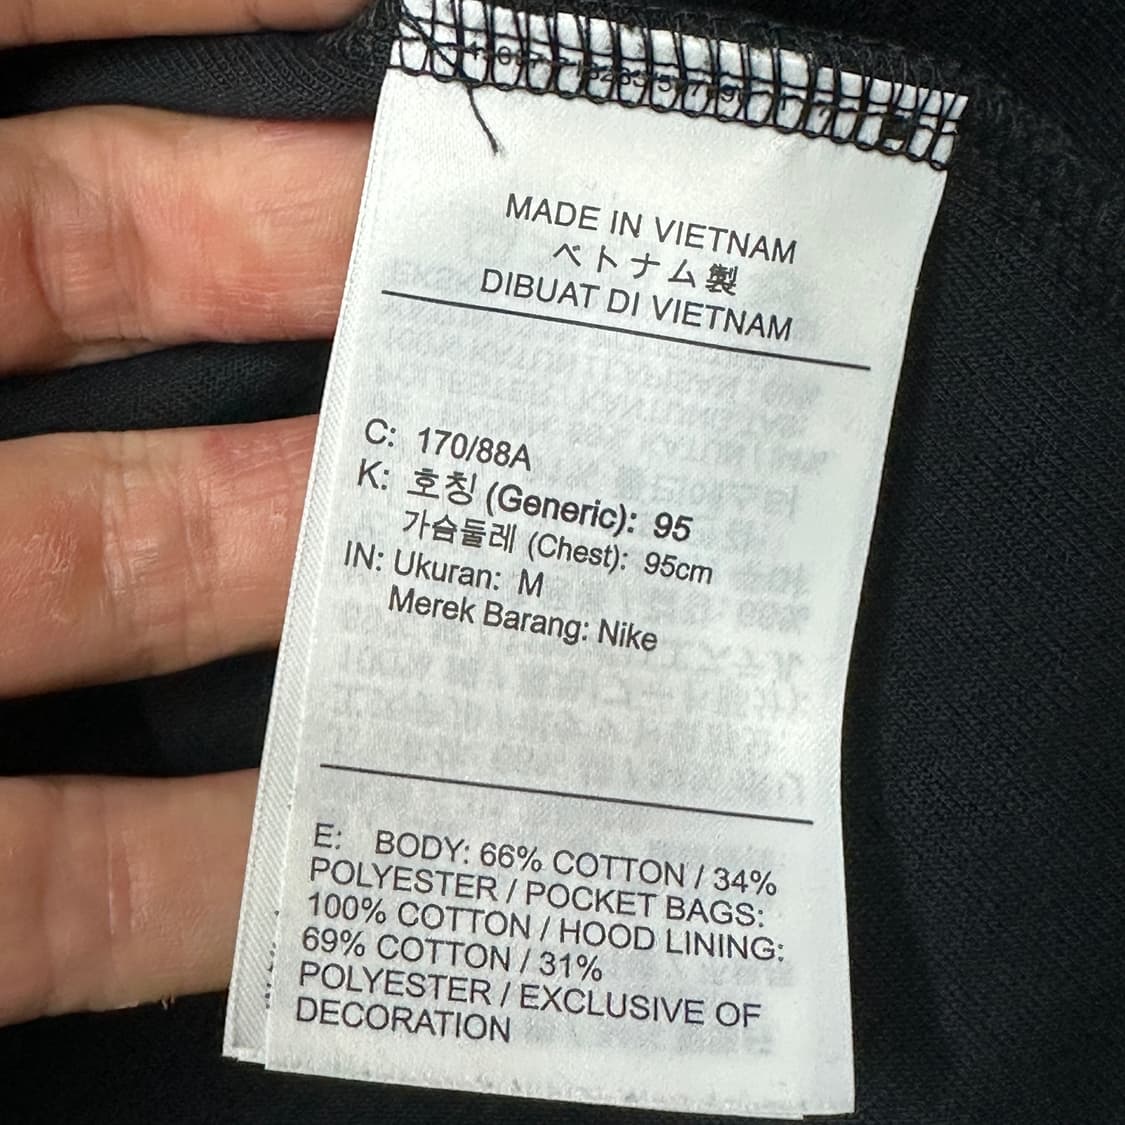 MADE IN VIETNAM
ベトナム製
DIBUAT DI VIETNAM
C: 170/88A
K: 호칭 (Generic): 95
가슴둘레 (Chest): 95cm
IN: Ukuran: M
Merek Barang: Nike
E: BODY: 66% COTTON / 34%
POLYESTER / POCKET BAGS:
100% COTTON / HOOD LINING:
69% COTTON / 31%
POLYESTER / EXCLUSIVE OF
DECORATION